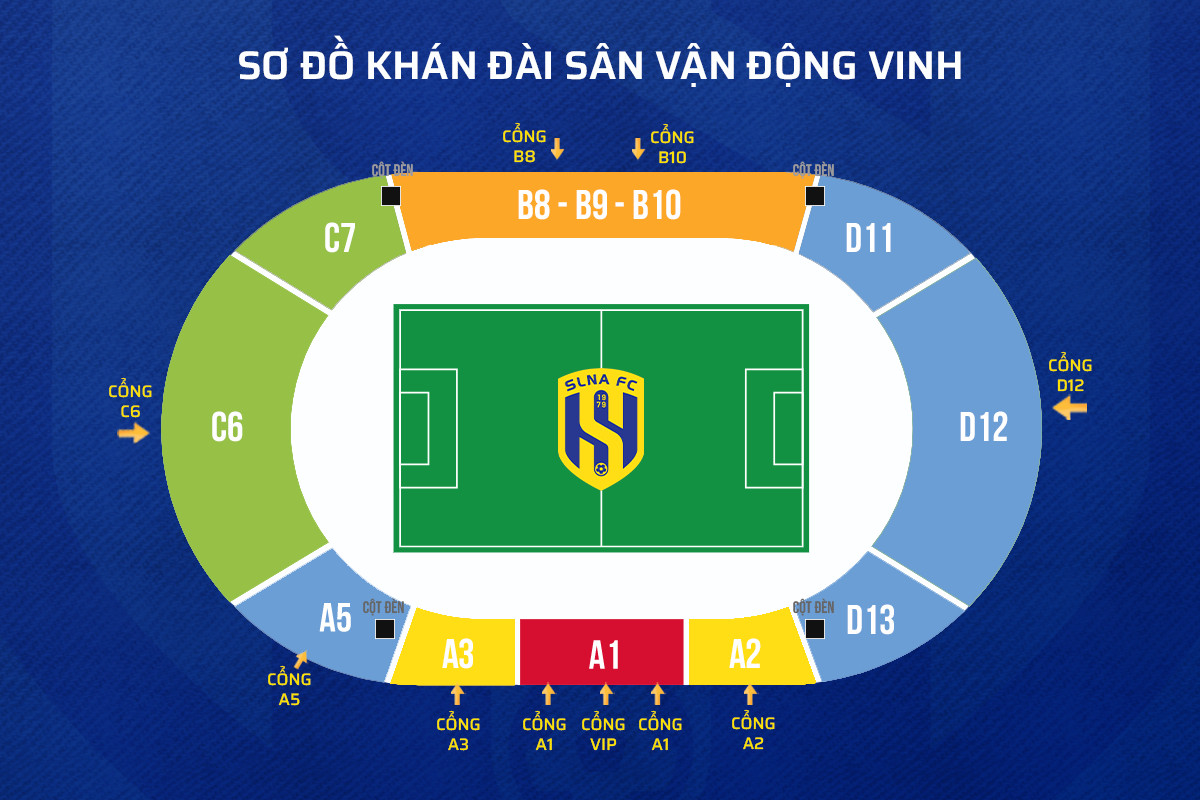 SƠ ĐỒ KHÁN ĐÀI SÂN VẬN ĐỘNG VINH
CỔNG
B8
CỔNG
B10
CỘT ĐÈN
CỘT ĐÈN
B8 - B9 - B10
C7
D11
CỔNG
C6
C6
SLNA FC
19
79
D12
CỔNG
D12
A5
CỘT ĐÈN
CỘT ĐÈN
D13
A3
A1
A2
CỔNG
A5
CỔNG
A3
CỔNG
A1
CỔNG
VIP
CỔNG
A1
CỔNG
A2